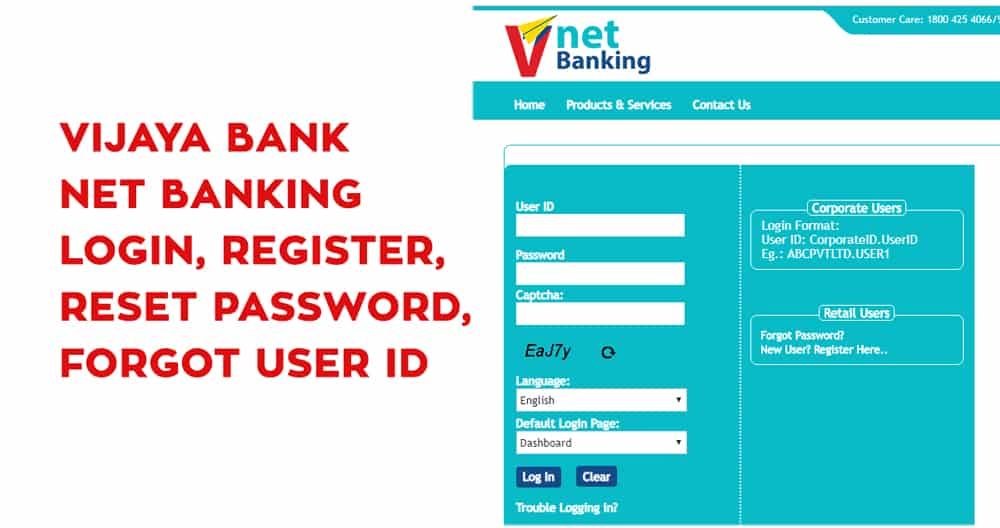 VIJAYA BANK
NET BANKING
LOGIN, REGISTER,
RESET PASSWORD,
FORGOT USER ID
Customer Care: 1800 425 4066/
V net
Banking
Home Products & Services Contact Us
User ID
Password
Captcha:
EaJ7y
Language:
English
Default Login Page:
Dashboard
Log In Clear
Trouble Logging In?
Corporate Users
Login Format:
User ID: CorporateID.UserID
Eg.: ABCPVTLTD.USER1
Retail Users
Forgot Password?
New User? Register Here..